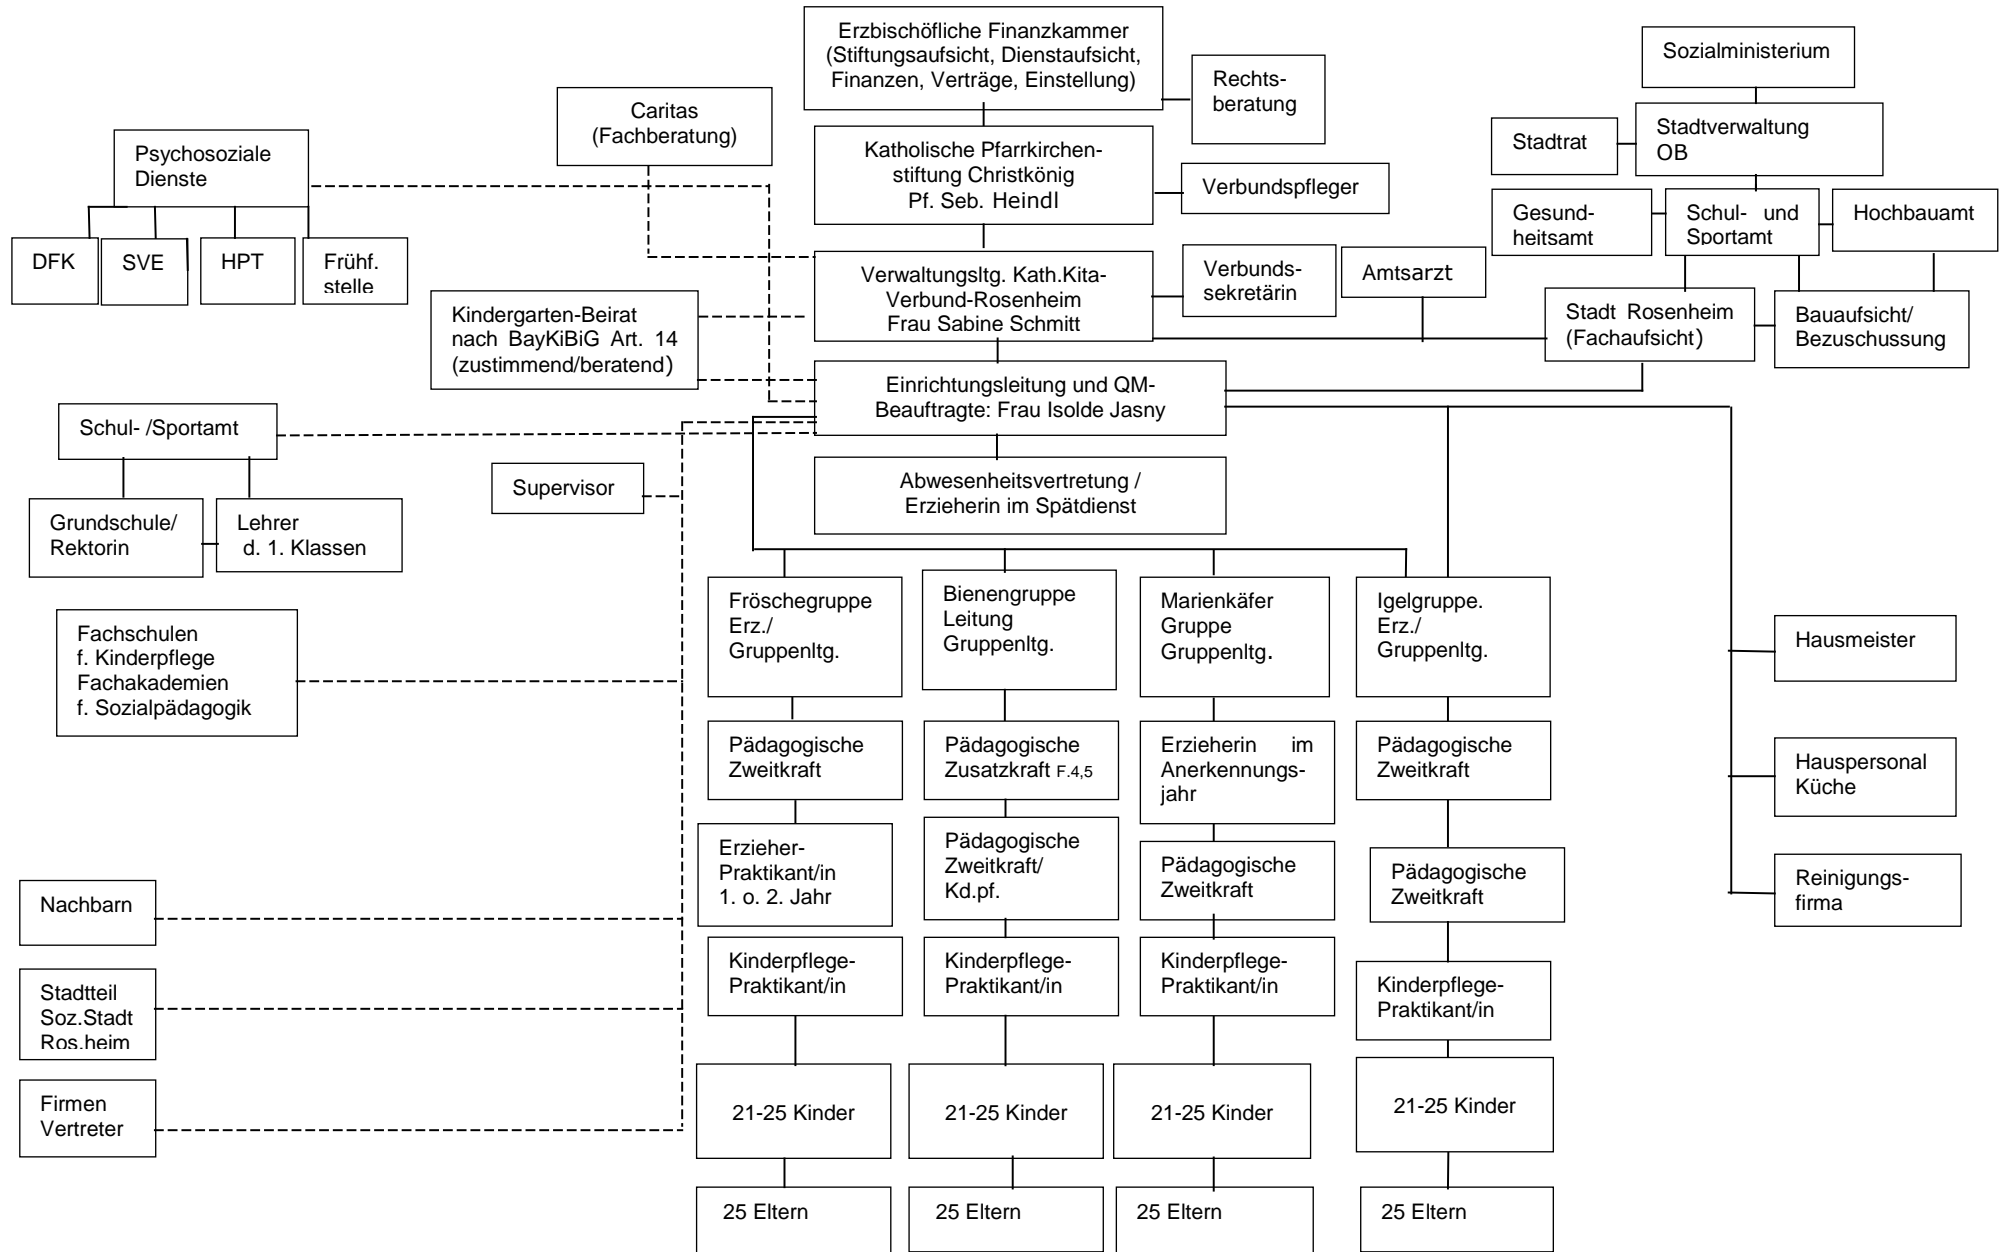 Erzbischöfliche Finanzkammer
(Stiftungsaufsicht, Dienstaufsicht,
Finanzen, Verträge, Einstellung)
Rechts-
beratung
Sozialministerium
Caritas
(Fachberatung)
Stadtrat
Stadtverwaltung
OB
Psychosoziale
Dienste
Katholische Pfarrkirchen-
stiftung Christkönig
Pf. Seb. Heindl
Verbundspfleger
Gesund-
heitsamt
Schul- und
Sportamt
Hochbauamt
DFK
SVE
HPT
Frühf.
stelle
Verwaltungsltg. Kath.Kita-
Verbund-Rosenheim
Frau Sabine Schmitt
Verbunds-
sekretärin
Amtsarzt
Kindergarten-Beirat
nach BayKiBiG Art. 14
(zustimmend/beratend)
Stadt Rosenheim
(Fachaufsicht)
Bauaufsicht/
Bezuschussung
Einrichtungsleitung und QM-
Beauftragte: Frau Isolde Jasny
Schul- /Sportamt
Supervisor
Abwesenheitsvertretung /
Erzieherin im Spätdienst
Grundschule/
Rektorin
Lehrer
d. 1. Klassen
Fröschegruppe
Erz./
Gruppenltg.
Bienengruppe
Leitung
Gruppenltg.
Marienkäfer
Gruppe
Gruppenltg.
Igelgruppe.
Erz./
Gruppenltg.
Hausmeister
Fachschulen
f. Kinderpflege
Fachakademien
f. Sozialpädagogik
Pädagogische
Zweitkraft
Pädagogische
Zusatzkraft F.4,5
Erzieherin im
Anerkennungs-
jahr
Pädagogische
Zweitkraft
Hauspersonal
Küche
Erzieher-
Praktikant/in
1. o. 2. Jahr
Pädagogische
Zweitkraft/
Kd.pf.
Pädagogische
Zweitkraft
Pädagogische
Zweitkraft
Reinigungs-
firma
Nachbarn
Kinderpflege-
Praktikant/in
Kinderpflege-
Praktikant/in
Kinderpflege-
Praktikant/in
Kinderpflege-
Praktikant/in
Stadtteil
Soz.Stadt
Ros.heim
Firmen
Vertreter
21-25 Kinder
21-25 Kinder
21-25 Kinder
21-25 Kinder
25 Eltern
25 Eltern
25 Eltern
25 Eltern